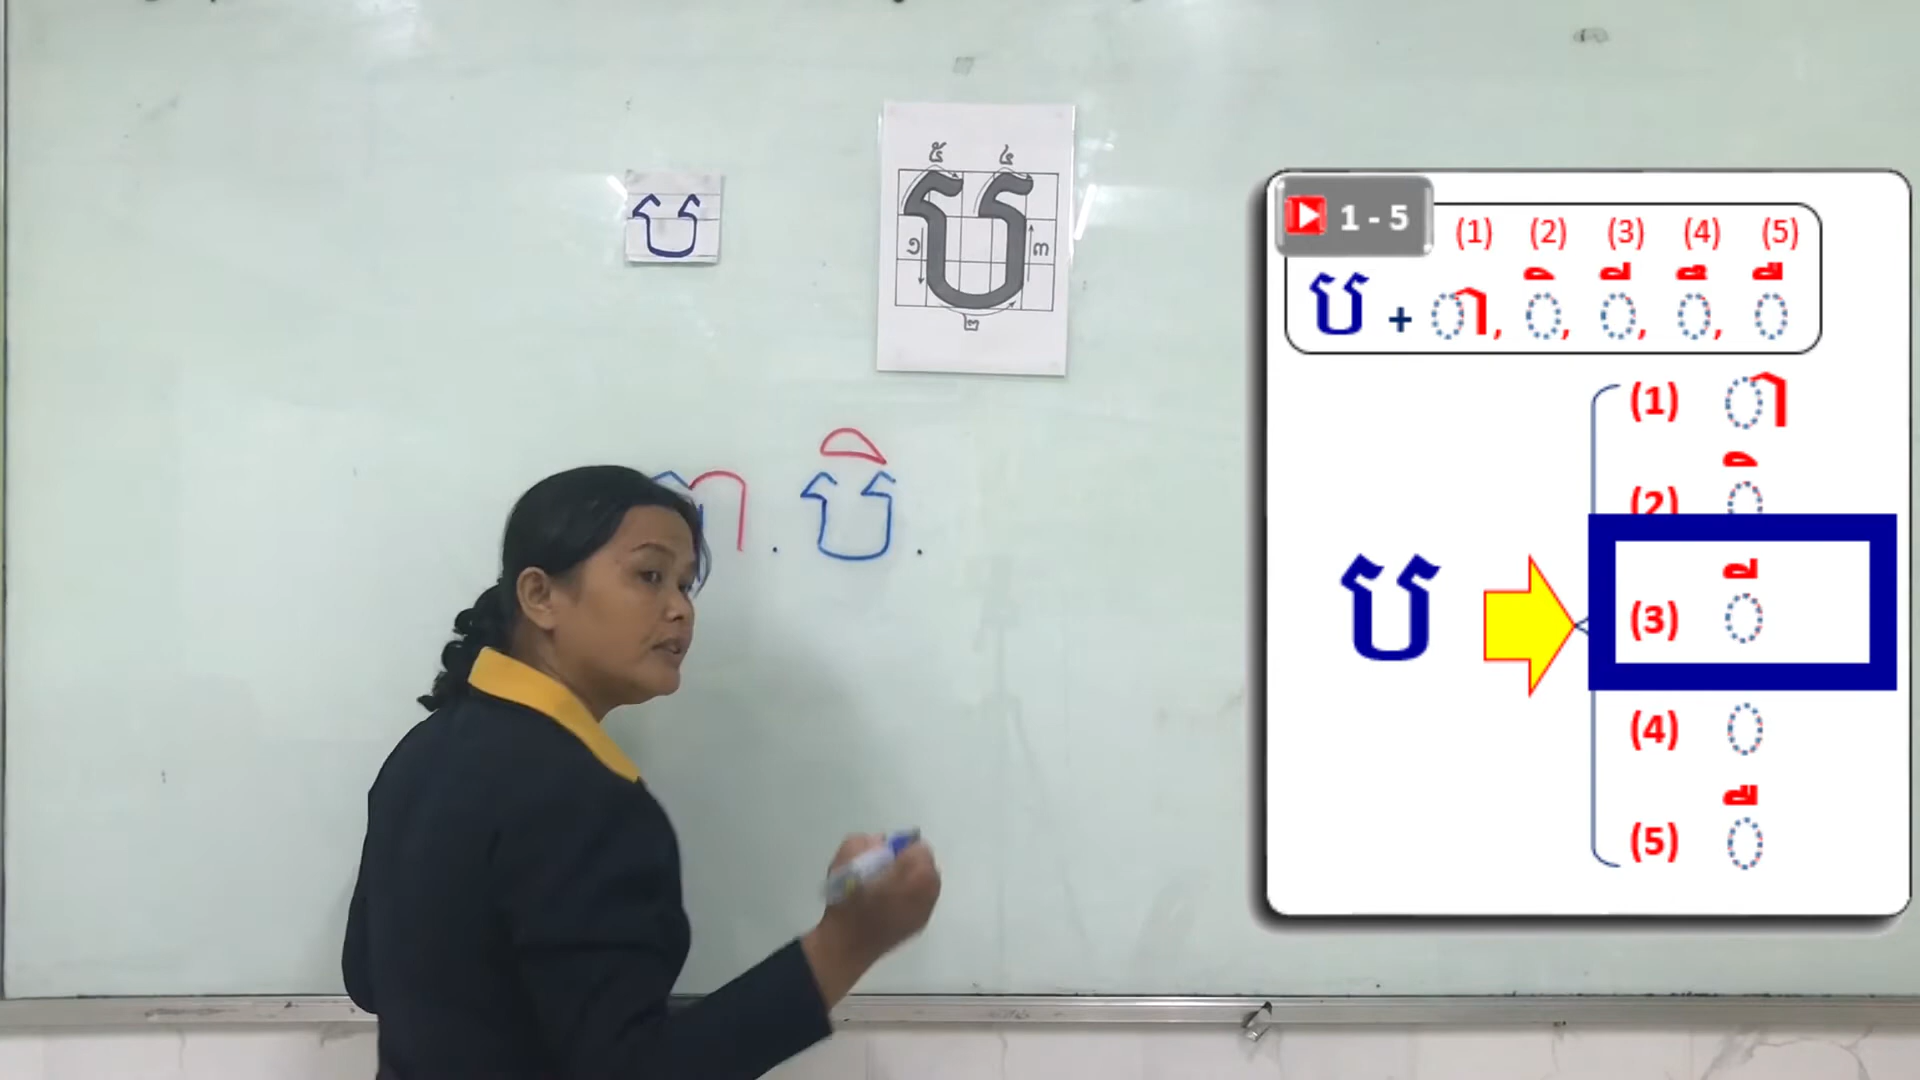 ប
៥ ៤
១ ប ៣
២
ិ
ា . ប .
1 - 5 (1) (2) (3) (4) (5)
ប + ា, ិ, ី, ឹ, ឺ
(1) ា
(2) ិ
ប (3) ី
(4) ◌
(5) ឺ